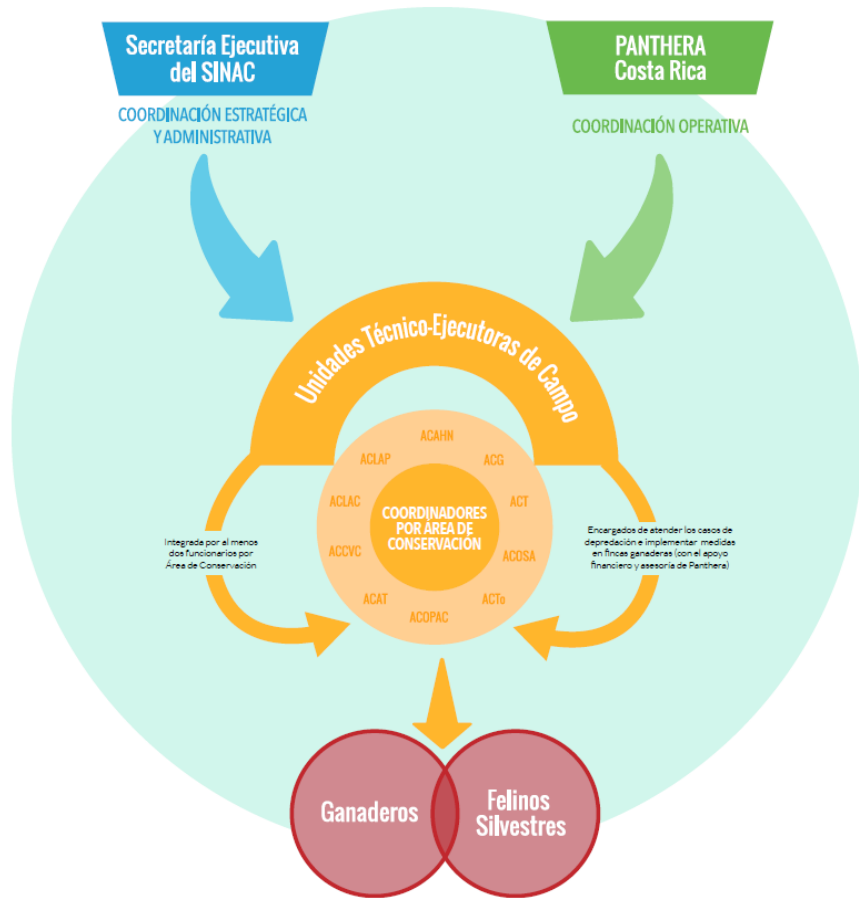 Secretaría Ejecutiva
del SINAC
COORDINACIÓN ESTRATÉGICA
Y ADMINISTRATIVA
PANTHERA
Costa Rica
COORDINACIÓN OPERATIVA
Unidades Técnico-Ejecutoras de Campo
ACAHN
ACLAP
ACG
ACLAC
ACT
COORDINADORES
POR ÁREA DE
CONSERVACIÓN
ACCVC
ACOSA
ACAT
ACTo
ACOPAC
Integrada por al menos
dos funcionarios por
Área de Conservación
Encargados de atender los casos de
depredación e implementar medidas
en fincas ganaderas (con el apoyo
financiero y asesoría de Panthera)
Ganaderos
Felinos
Silvestres